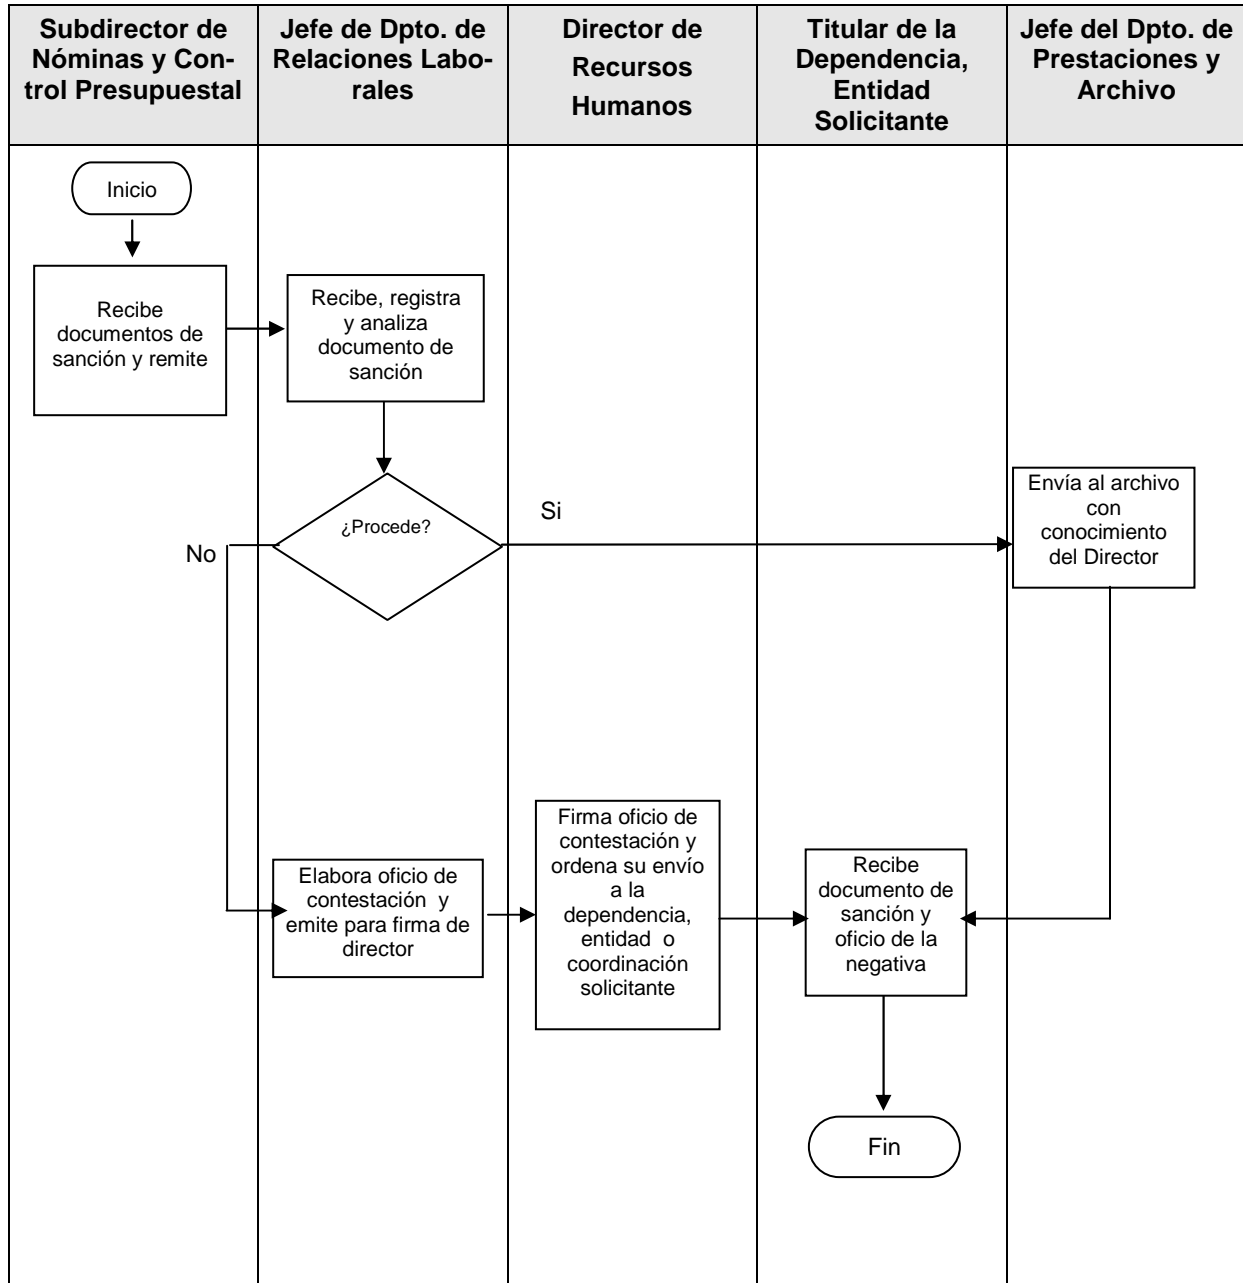 Subdirector de
Nóminas y Con-
trol Presupuestal
Jefe de Dpto. de
Relaciones Labo-
rales
Director de
Recursos
Humanos
Titular de la
Dependencia,
Entidad
Solicitante
Jefe del Dpto. de
Prestaciones y
Archivo
Inicio
Recibe
documentos de
sanción y remite
Recibe, registra
y analiza
documento de
sanción
¿Procede?
Si
No
Envía al archivo
con
conocimiento
del Director
Elabora oficio de
contestación y
emite para firma de
director
Firma oficio de
contestación y
ordena su envío
a la
dependencia,
entidad o
coordinación
solicitante
Recibe
documento de
sanción y
oficio de la
negativa
Fin